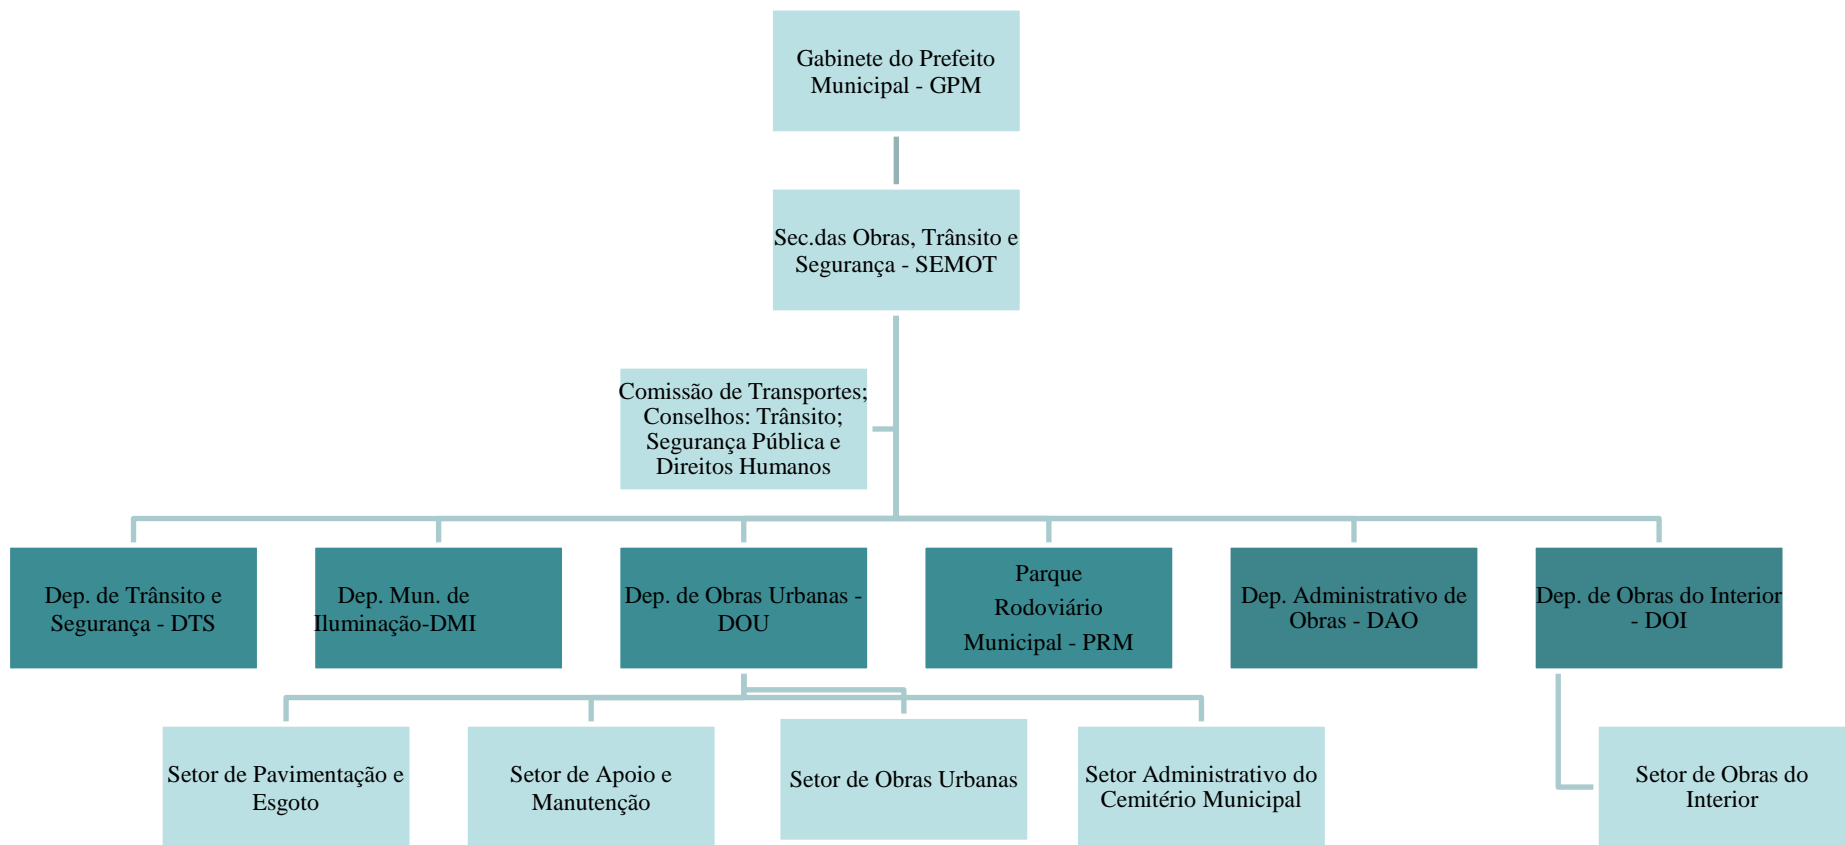 Gabinete do Prefeito
Municipal - GPM
Sec.das Obras, Trânsito e
Segurança - SEMOT
Comissão de Transportes;
Conselhos: Trânsito;
Segurança Pública e
Direitos Humanos
Dep. de Trânsito e
Segurança - DTS
Dep. Mun. de
Iluminação-DMI
Dep. de Obras Urbanas -
DOU
Parque
Rodoviário
Municipal - PRM
Dep. Administrativo de
Obras - DAO
Dep. de Obras do Interior
- DOI
Setor de Pavimentação e
Esgoto
Setor de Apoio e
Manutenção
Setor de Obras Urbanas
Setor Administrativo do
Cemitério Municipal
Setor de Obras do
Interior